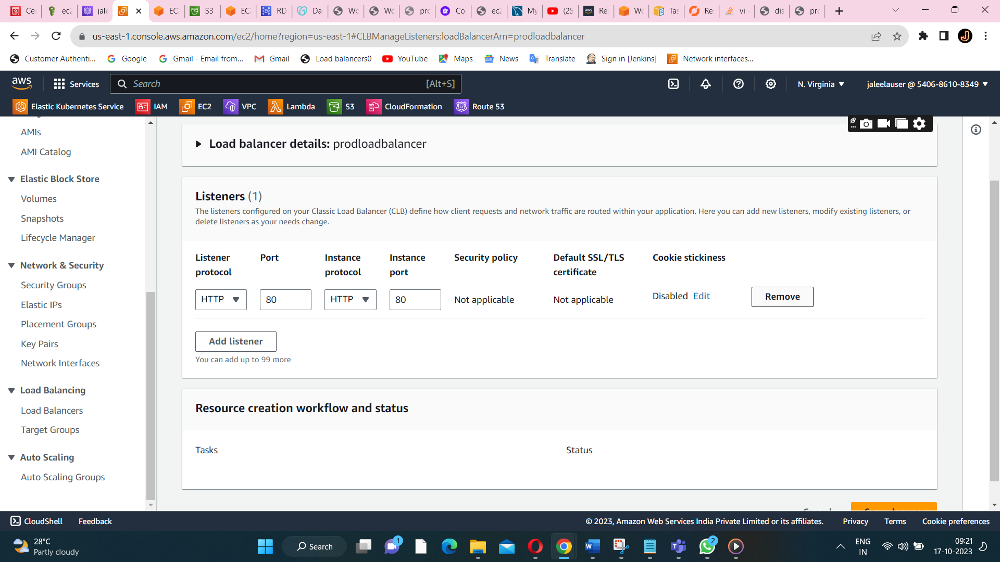 Ce
ec2
jale
EC
S3
EC
RD
Da
Wo
Wo
pro
Co
ec2
My
(25
Re
Wo
Tas
Re
vi -
dis
pro
us-east-1.console.aws.amazon.com/ec2/home?region=us-east-1#CLBManageListeners:loadBalancerArn=prodloadbalancer
Customer Authenti...
Google
Gmail - Email from...
Gmail
Load balancers0
YouTube
Maps
News
Translate
Sign in [Jenkins]
Network interfaces...
aws
Services
Search
[Alt+S]
N. Virginia
jaleelauser @ 5406-8610-8349
Elastic Kubernetes Service
IAM
EC2
VPC
Lambda
S3
CloudFormation
Route 53
AMIs
AMI Catalog
Elastic Block Store
Volumes
Snapshots
Lifecycle Manager
Network & Security
Security Groups
Elastic IPs
Placement Groups
Key Pairs
Network Interfaces
Load Balancing
Load Balancers
Target Groups
Auto Scaling
Auto Scaling Groups
Load balancer details: prodloadbalancer
Listeners (1)
The listeners configured on your Classic Load Balancer (CLB) define how client requests and network traffic are routed within your application. Here you can add new listeners, modify existing listeners, or
delete listeners as your needs change.
Listener protocol
Port
Instance protocol
Instance port
Security policy
Default SSL/TLS certificate
Cookie stickiness
HTTP
80
HTTP
80
Not applicable
Not applicable
Disabled Edit
Remove
Add listener
You can add up to 99 more
Resource creation workflow and status
Tasks
Status
CloudShell
Feedback
© 2023, Amazon Web Services India Private Limited or its affiliates.
Privacy
Terms
Cookie preferences
28°C
Partly cloudy
Search
1
2
ENG
IN
09:21
17-10-2023